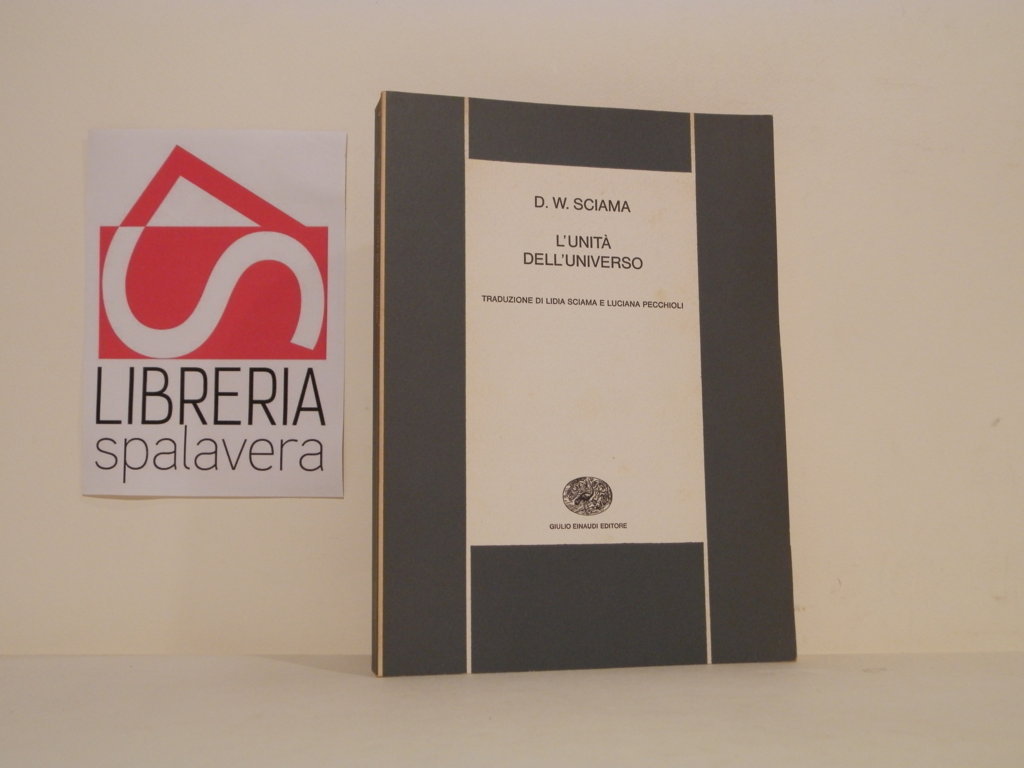 LIBRERIA
spalavera
D. W. SCIAMA
L'UNITÀ
DELL'UNIVERSO
TRADUZIONE DI LIDIA SCIAMA E LUCIANA PECCHIOLI
GIULIO EINAUDI EDITORE